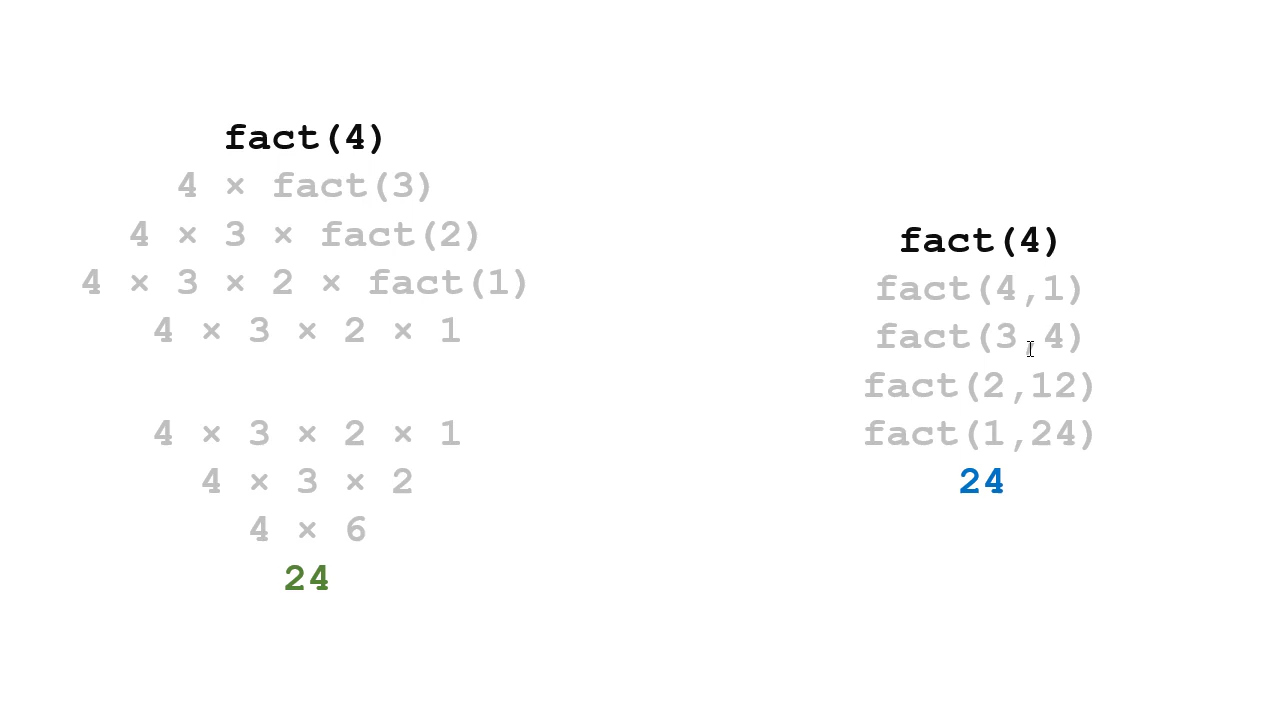 fact(4)
4 × fact(3)
4 × 3 × fact(2)
4 × 3 × 2 × fact(1)
4 × 3 × 2 × 1
4 × 3 × 2 × 1
4 × 3 × 2
4 × 6
24
fact(4)
fact(4,1)
fact(3,4)
fact(2,12)
fact(1,24)
24